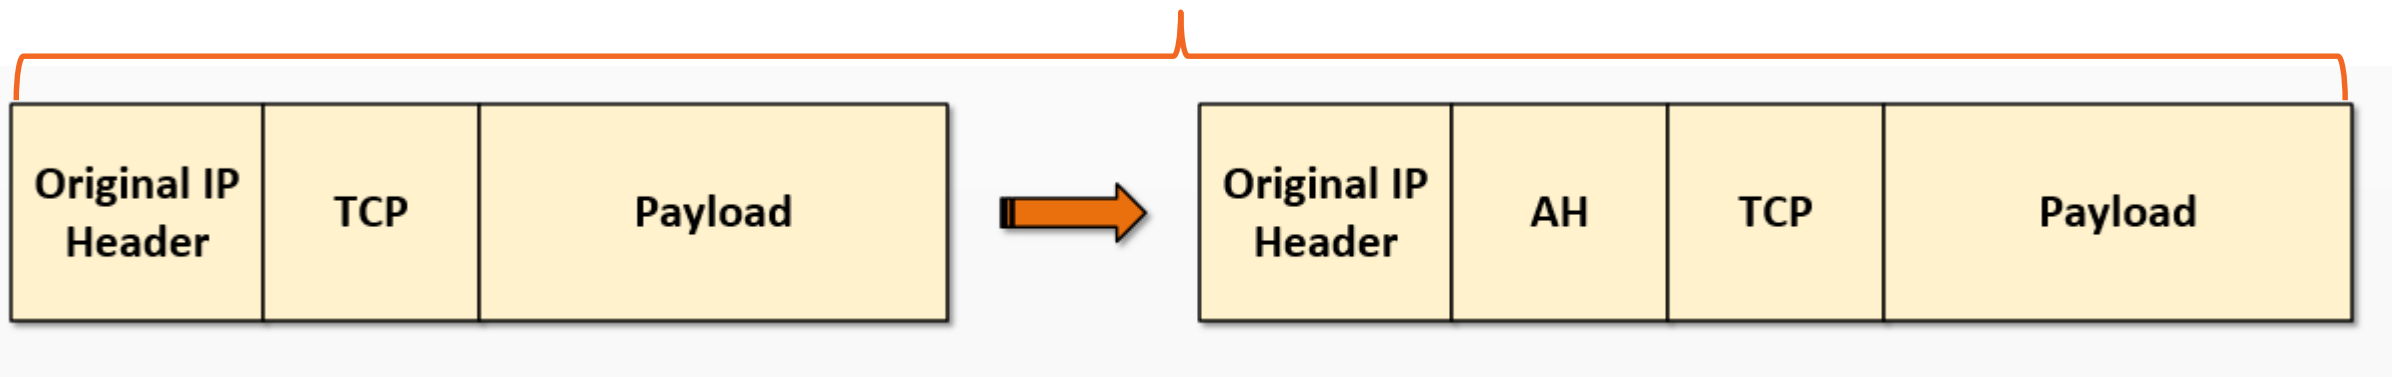 Original IP
Header
TCP
Payload
Original IP
Header
AH
TCP
Payload